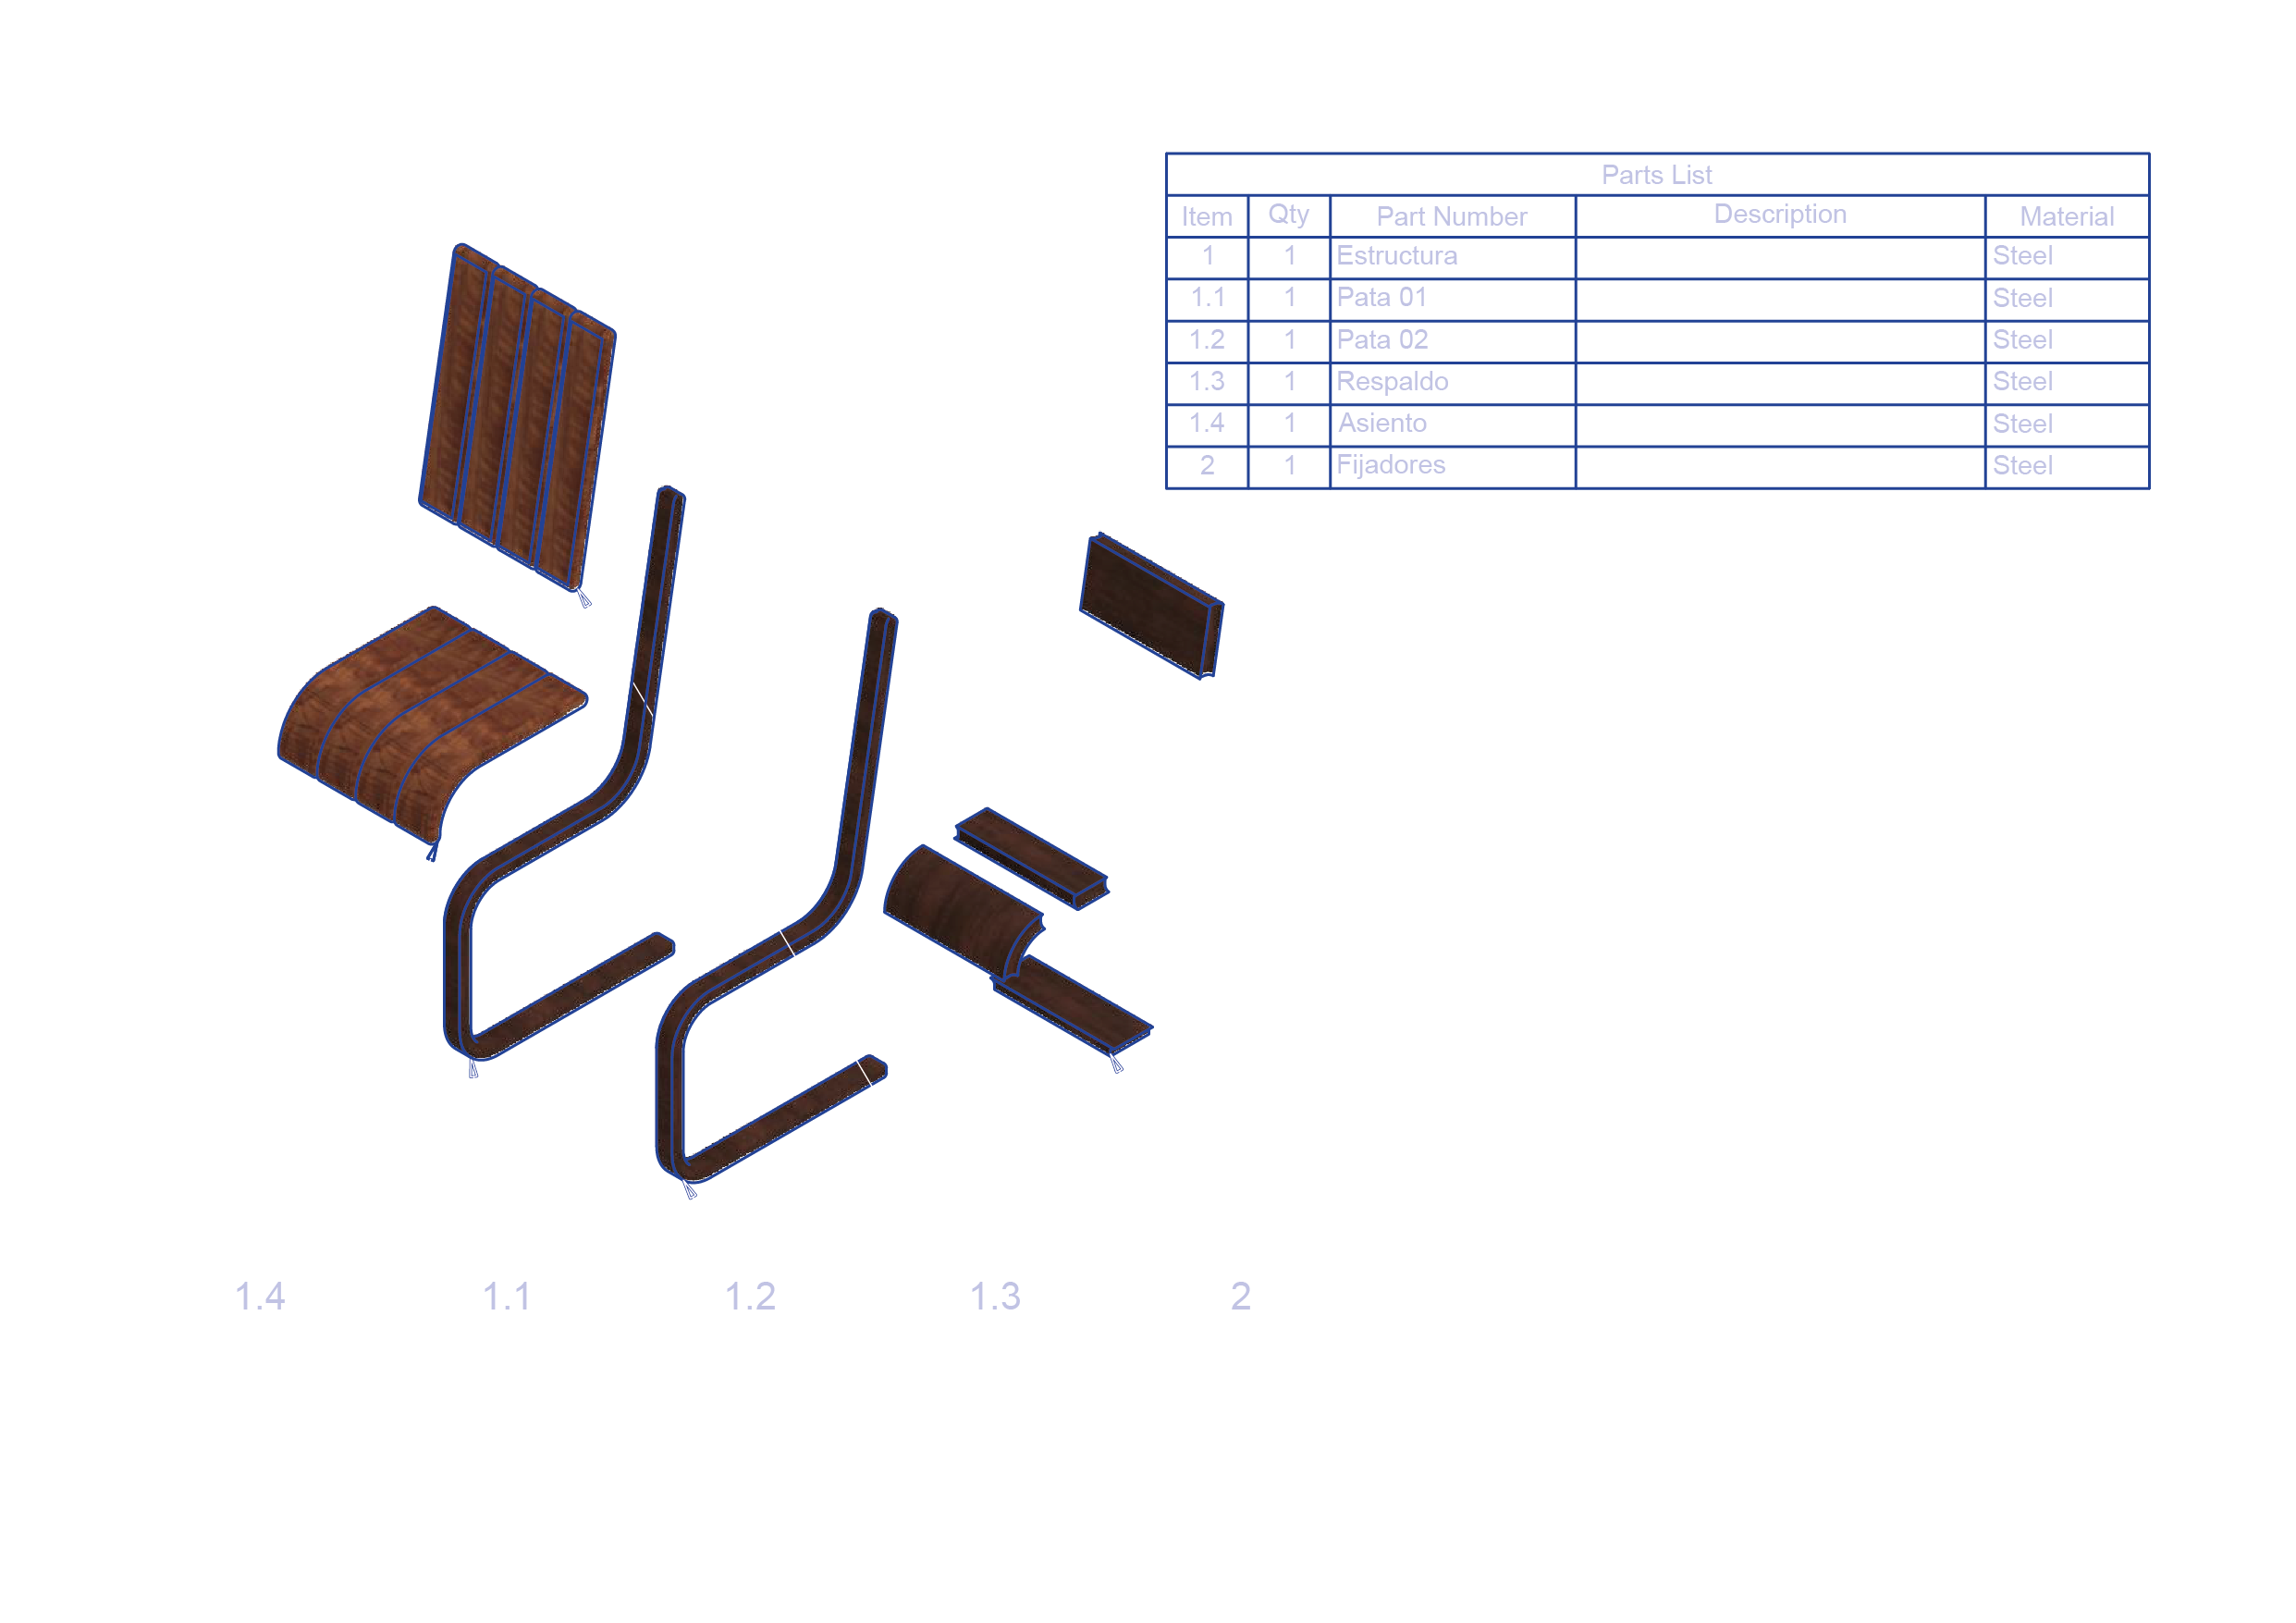 Parts List
Item Qty Part Number Description Material
1 1 Estructura Steel
1.1 1 Pata 01 Steel
1.2 1 Pata 02 Steel
1.3 1 Respaldo Steel
1.4 1 Asiento Steel
2 1 Fijadores Steel
1.4 1.1 1.2 1.3 2